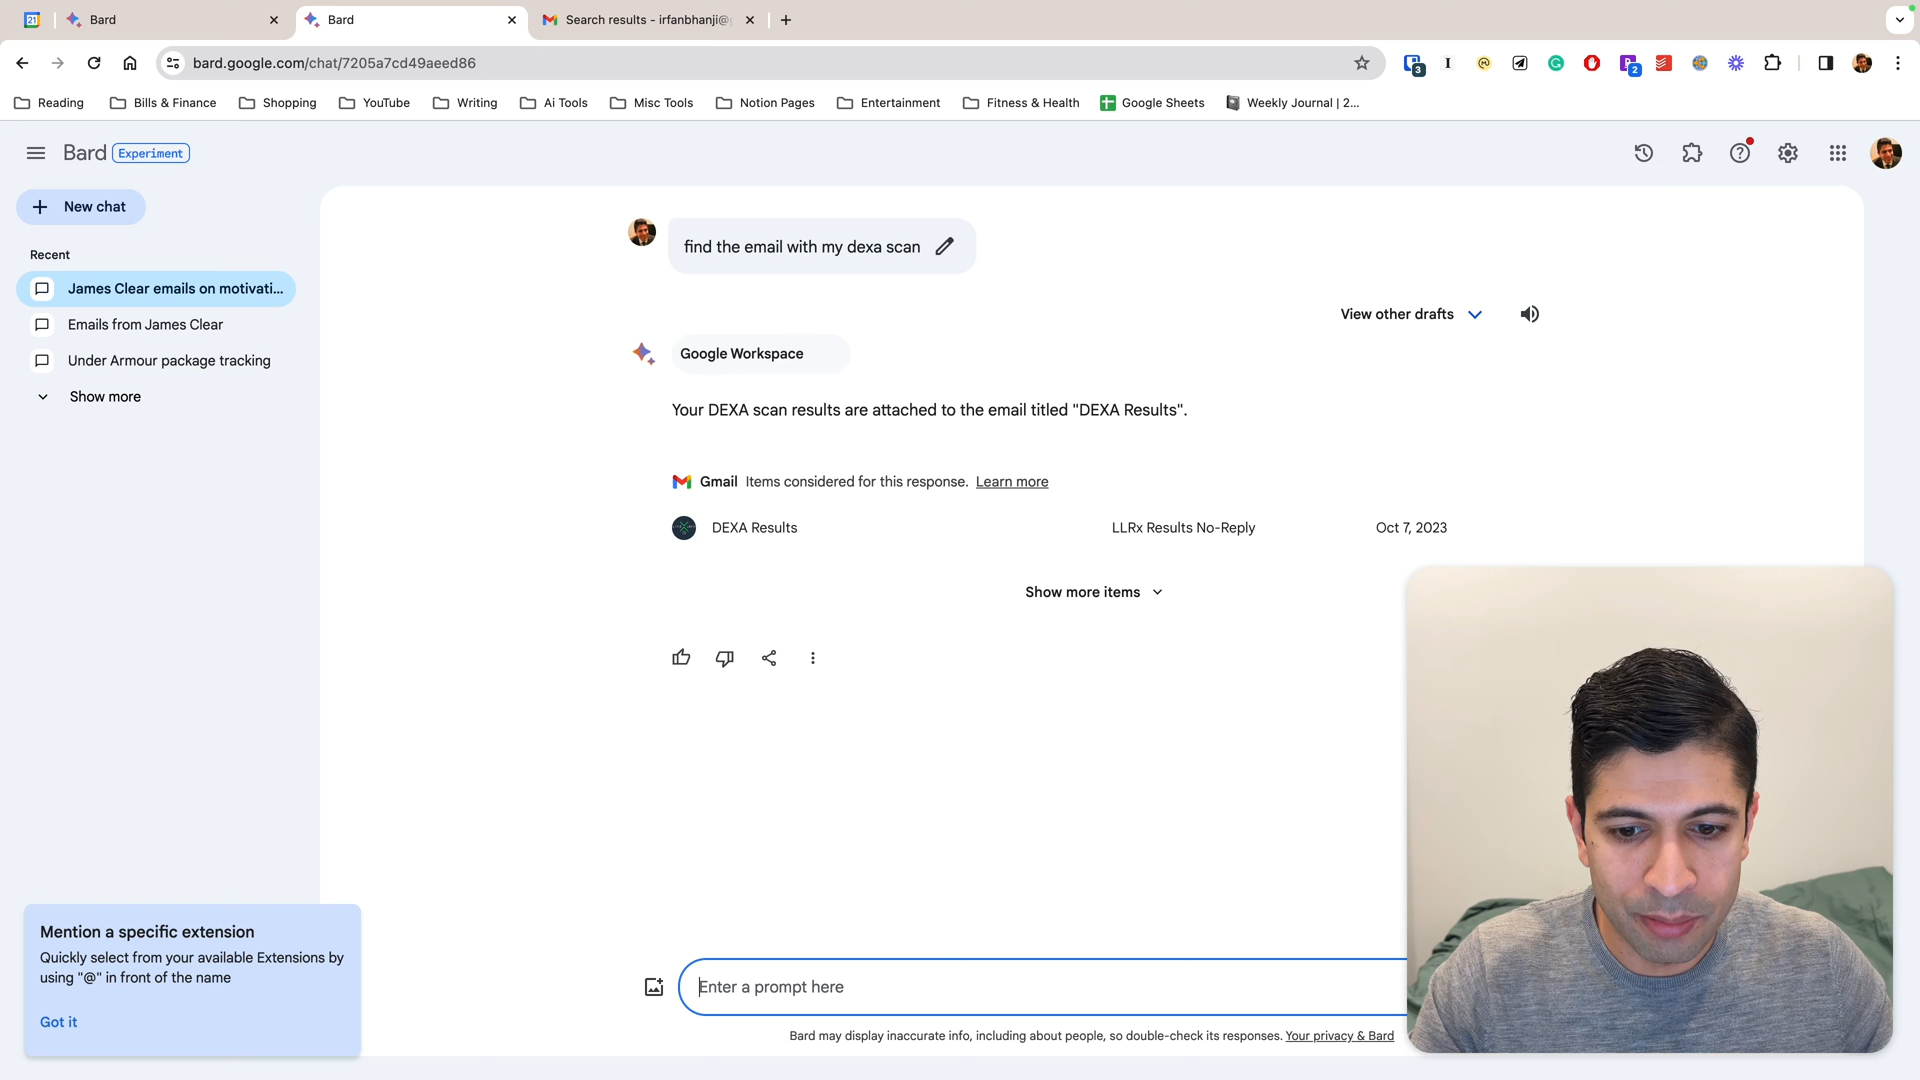 21
Bard
Bard
Search results - irfanbhanji@
bard.google.com/chat/7205a7cd49aeed86
3
2
Reading
Bills & Finance
Shopping
YouTube
Writing
Ai Tools
Misc Tools
Notion Pages
Entertainment
Fitness & Health
Google Sheets
Weekly Journal | 2...
Bard
Experiment
New chat
Recent
James Clear emails on motivati...
Emails from James Clear
Under Armour package tracking
Show more
find the email with my dexa scan
View other drafts
Google Workspace
Your DEXA scan results are attached to the email titled "DEXA Results".
Gmail Items considered for this response. Learn more
DEXA Results LLRx Results No-Reply Oct 7, 2023
Show more items
Mention a specific extension
Quickly select from your available Extensions by
using "@" in front of the name
Got it
Enter a prompt here
Bard may display inaccurate info, including about people, so double-check its responses. Your privacy & Bard